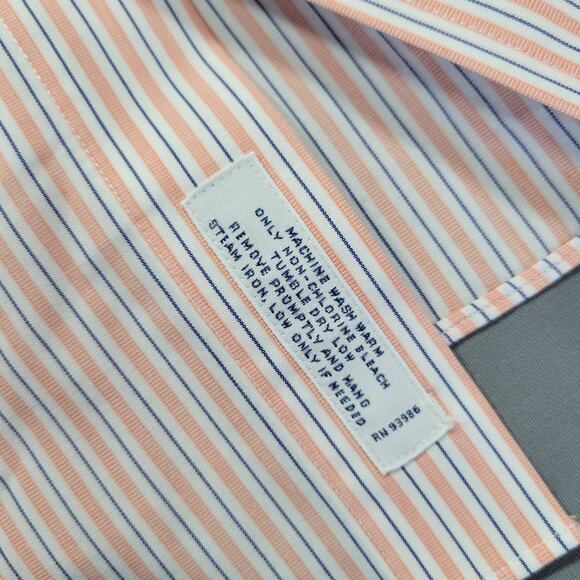 MACHINE WASH WARM
ONLY NON-CHLORINE BLEACH
TUMBLE DRY LOW
REMOVE PROMPTLY AND HANG
STEAM IRON, LOW ONLY IF NEEDED
RN 93986